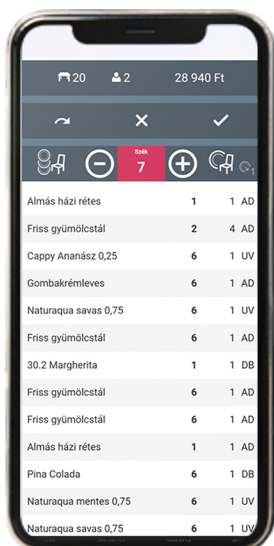 20 2 28 940 Ft
Szék
7
1
Almás házi rétes 1 1 AD
Friss gyümölcstál 2 4 AD
Cappy Ananász 0,25 6 1 UV
Gombakrémleves 6 1 AD
Naturaqua savas 0,75 6 1 UV
Friss gyümölcstál 6 1 AD
30.2 Margherita 1 1 DB
Friss gyümölcstál 6 1 AD
Friss gyümölcstál 6 1 AD
Almás házi rétes 1 1 AD
Pina Colada 6 1 DB
Naturaqua mentes 0,75 6 1 UV
Naturaqua savas 0,75 6 1 UV